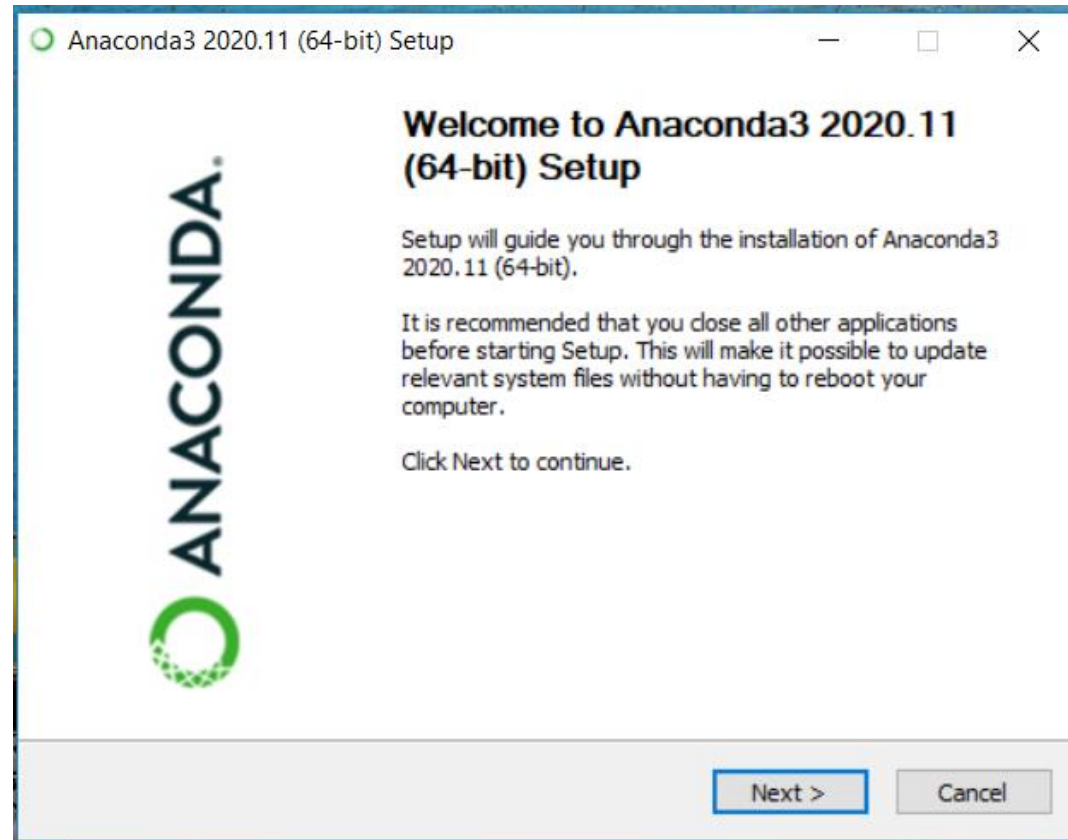 Anaconda3 2020.11 (64-bit) Setup
Welcome to Anaconda3 2020.11
(64-bit) Setup
Setup will guide you through the installation of Anaconda3
2020.11 (64-bit).
It is recommended that you close all other applications
before starting Setup. This will make it possible to update
relevant system files without having to reboot your
computer.
Click Next to continue.
ANACONDA.
Next >
Cancel